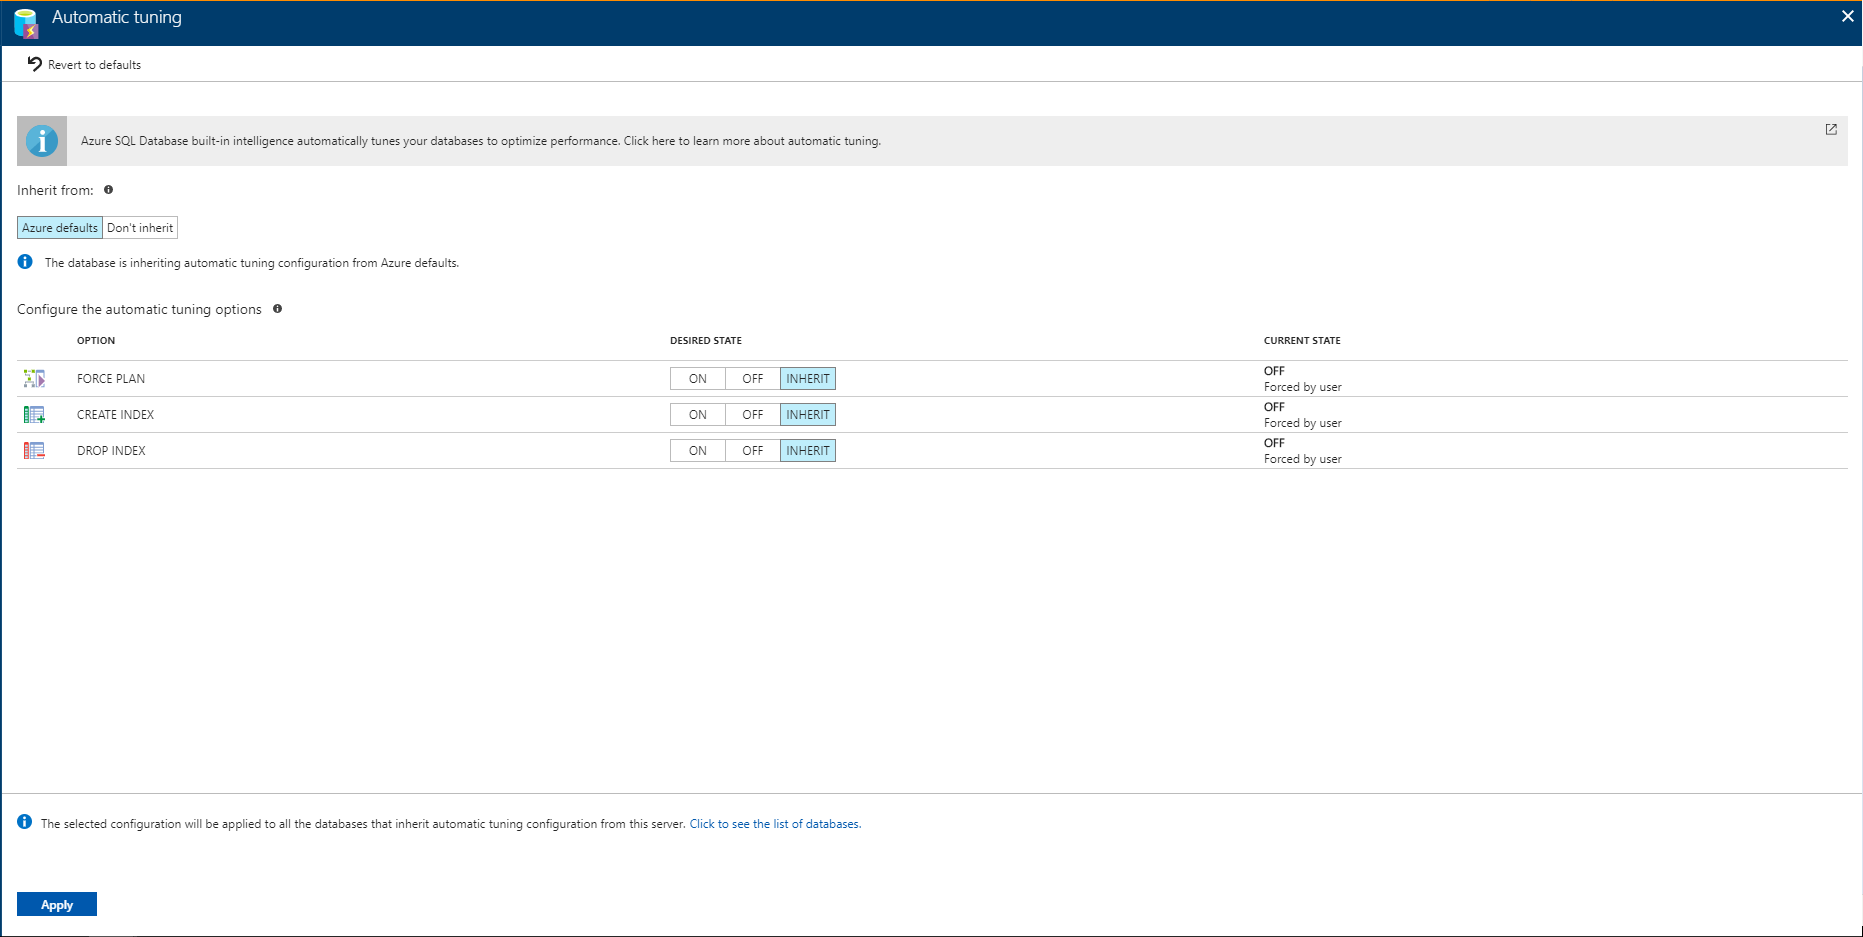 Automatic tuning
Revert to defaults
Azure SQL Database built-in intelligence automatically tunes your databases to optimize performance. Click here to learn more about automatic tuning.
Inherit from:
Azure defaults Don't inherit
The database is inheriting automatic tuning configuration from Azure defaults.
Configure the automatic tuning options
OPTION DESIRED STATE CURRENT STATE
FORCE PLAN ON OFF INHERIT OFF
Forced by user
CREATE INDEX ON OFF INHERIT OFF
Forced by user
DROP INDEX ON OFF INHERIT OFF
Forced by user
The selected configuration will be applied to all the databases that inherit automatic tuning configuration from this server. Click to see the list of databases.
Apply